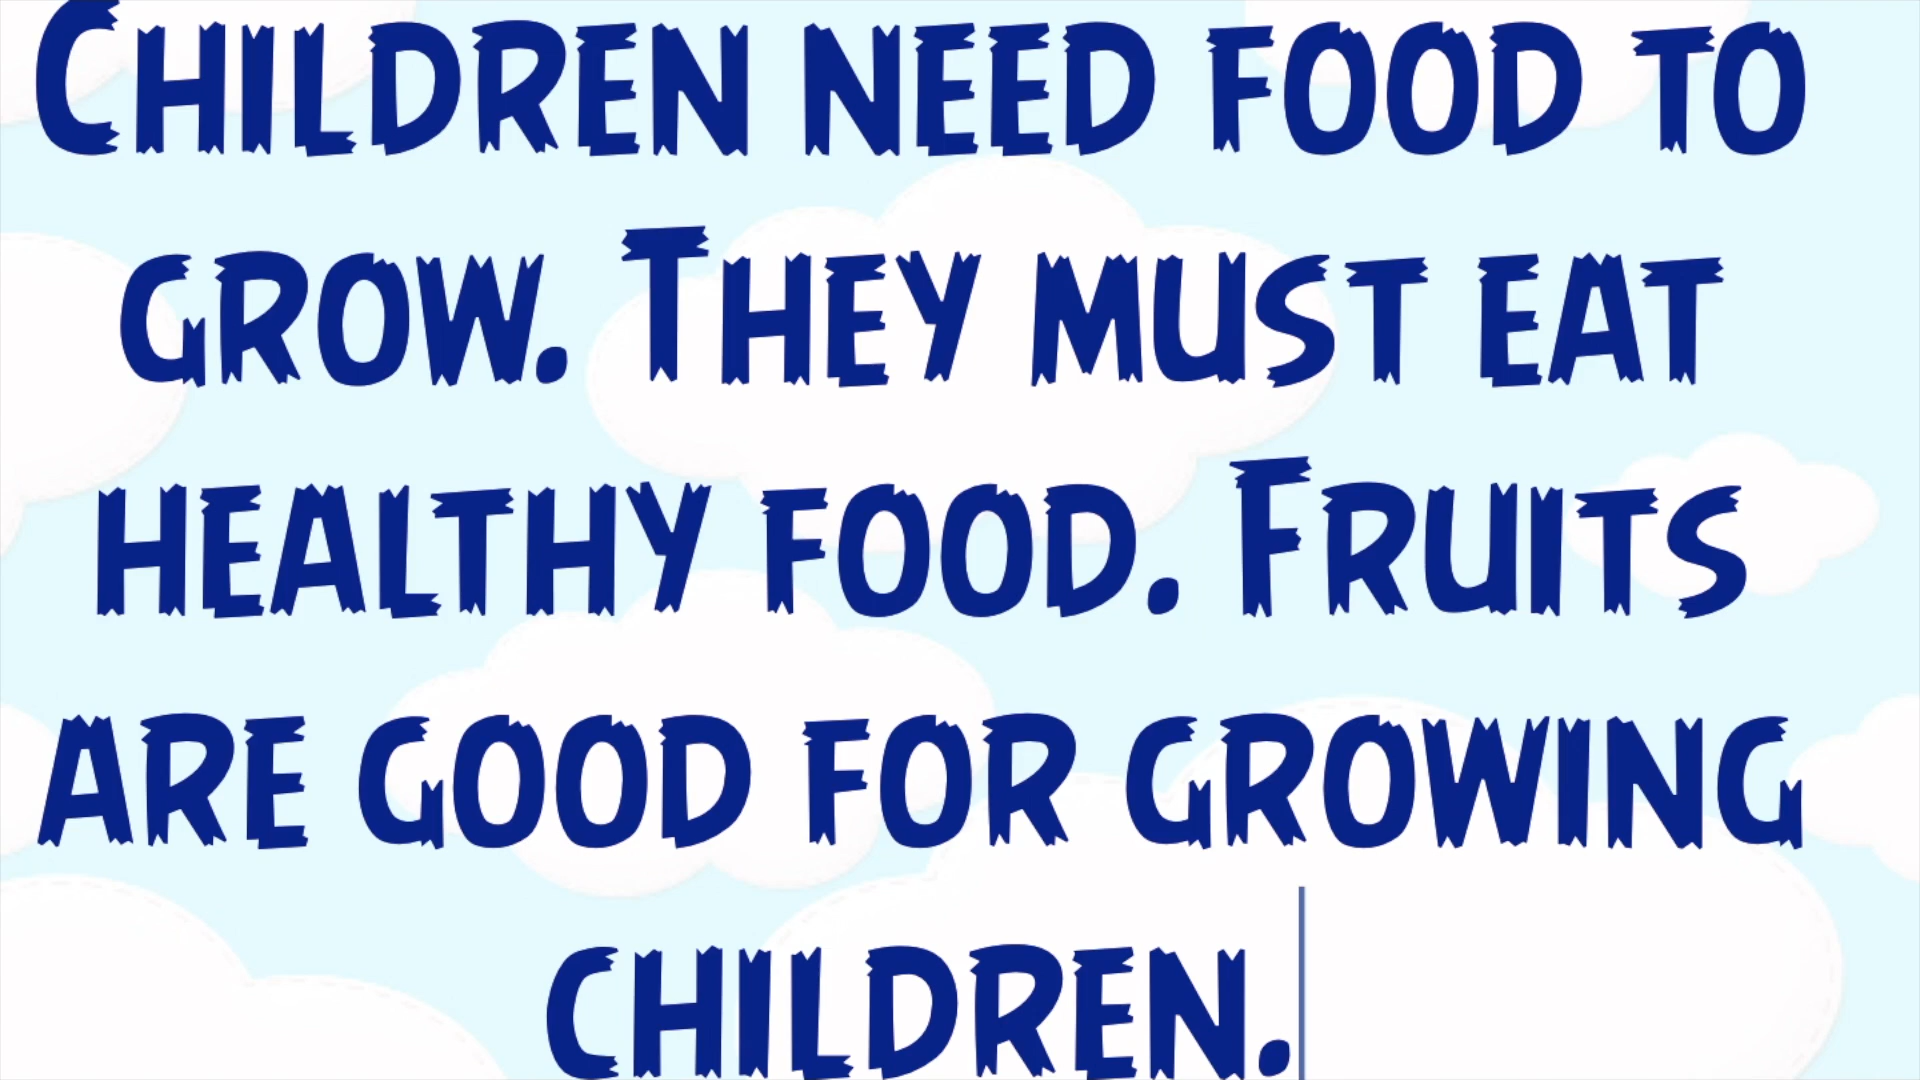 Children need food to
grow. They must eat
healthy food. Fruits
are good for growing
children.